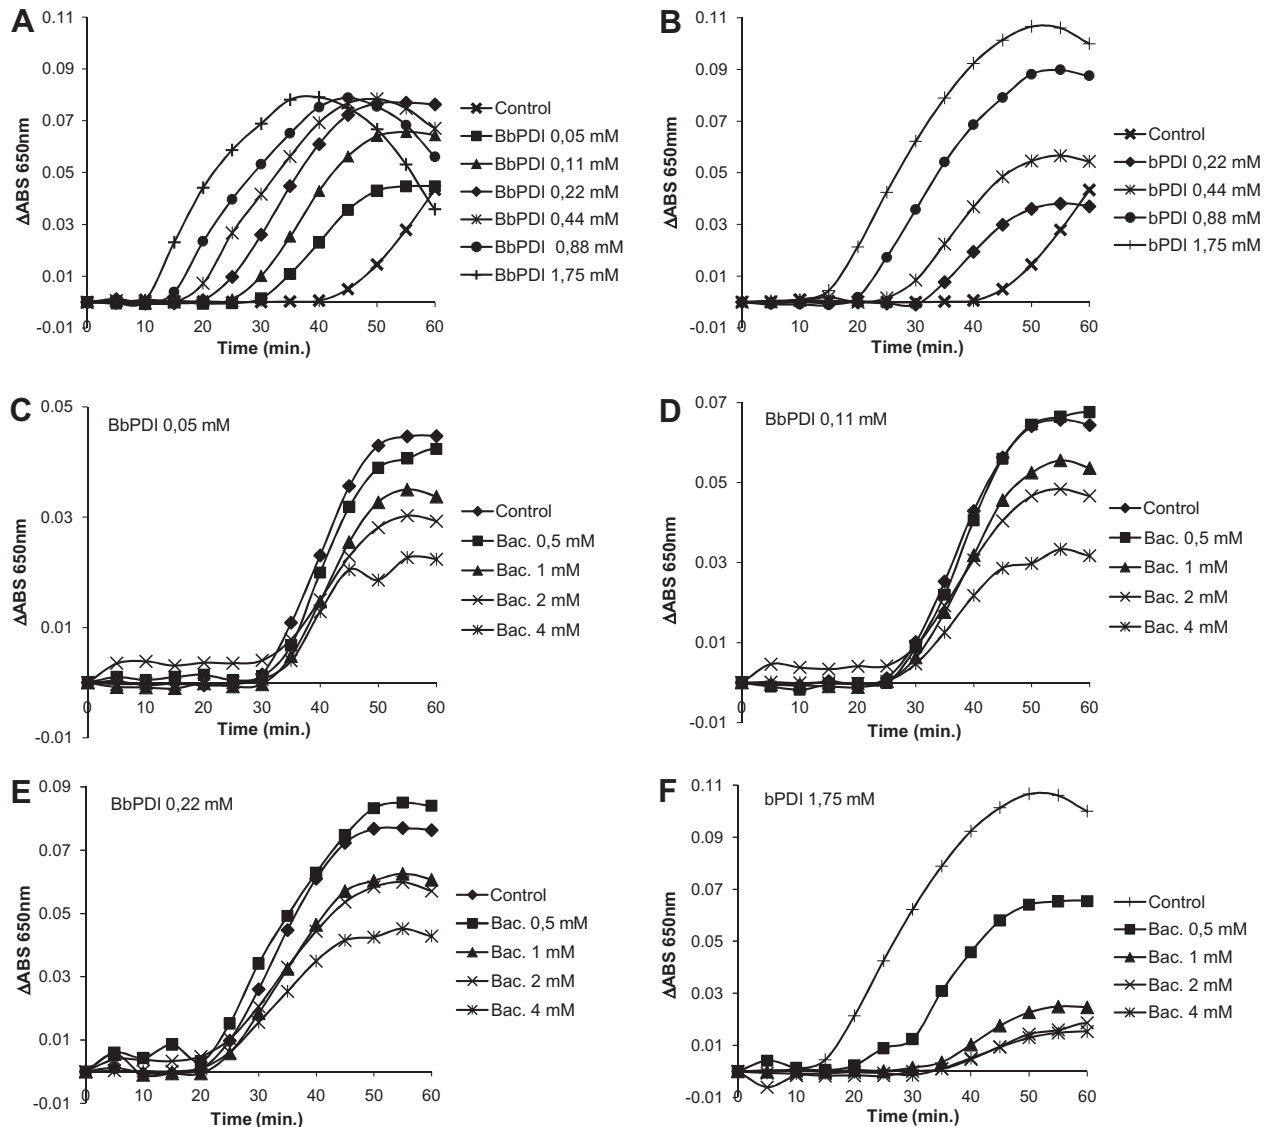 A
0.11
0.09
0.07
0.05
0.03
0.01
-0.01
ΔABS 650nm
0
10
20
30
40
50
60
Time (min.)
Control
BbPDI 0,05 mM
BbPDI 0,11 mM
BbPDI 0,22 mM
BbPDI 0,44 mM
BbPDI 0,88 mM
BbPDI 1,75 mM
B
0.11
0.09
0.07
0.05
0.03
0.01
-0.01
ΔABS 650mm
0
10
20
30
40
50
60
Time (min.)
Control
bPDI 0,22 mM
bPDI 0,44 mM
bPDI 0,88 mM
bPDI 1,75 mM
C
BbPDI 0,05 mM
0.05
0.03
0.01
-0.01
ΔABS 650nm
0
10
20
30
40
50
60
Time (min.)
Control
Bac. 0,5 mM
Bac. 1 mM
Bac. 2 mM
Bac. 4 mM
D
BbPDI 0,11 mM
0.07
0.05
0.03
0.01
-0.01
ΔABS 650nm
0
10
20
30
40
50
60
Time (min.)
Control
Bac. 0,5 mM
Bac. 1 mM
Bac. 2 mM
Bac. 4 mM
E
BbPDI 0,22 mM
0.09
0.07
0.05
0.03
0.01
-0.01
ΔABS 650nm
0
10
20
30
40
50
60
Time (min.)
Control
Bac. 0,5 mM
Bac. 1 mM
Bac. 2 mM
Bac. 4 mM
F
bPDI 1,75 mM
0.11
0.09
0.07
0.05
0.03
0.01
-0.01
ΔABS 650nm
0
10
20
30
40
50
60
Time (min.)
Control
Bac. 0,5 mM
Bac. 1 mM
Bac. 2 mM
Bac. 4 mM